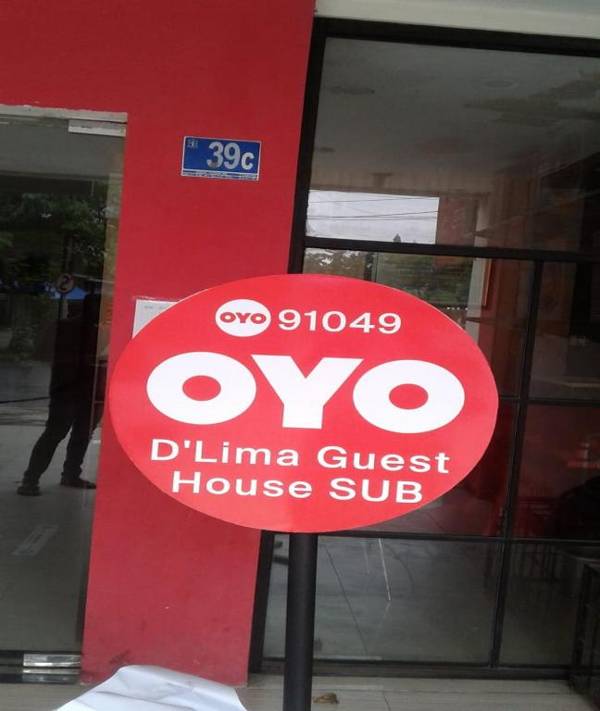 39c
OYO 91049
OYO
D'Lima Guest
House SUB